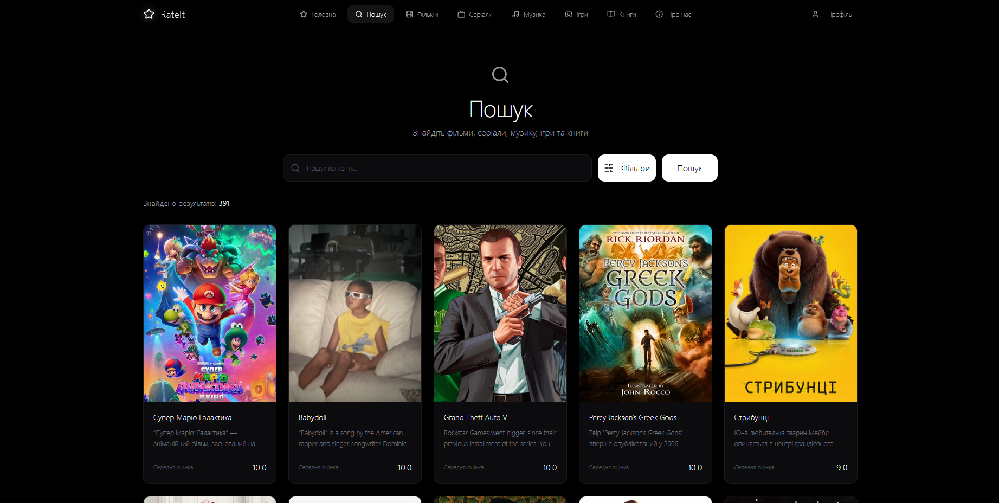 RateIt
Головна
Пошук
Фільми
Серіали
Музика
Ігри
Книги
Про нас
Профіль
Пошук
Знайдіть фільми, серіали, музику, ігри та книги
Пошук контенту...
Фільтри
Пошук
Знайдено результатів: 391
СУПЕР
МАРІО
ГАЛАКТИКА
В КІНО
Супер Маріо Галактика
"Супер Маріо: Галактика" —
анімаційний фільм, заснований на...
Середня оцінка
10.0
Babydoll
"Babydoll" is a song by the American
rapper and singer-songwriter Dominic...
Середня оцінка
10.0
Grand Theft Auto V
Rockstar Games went bigger, since their
previous installment of the series. You...
Середня оцінка
10.0
NEW YORK TIMES #1 BEST-SELLING AUTHOR
RICK RIORDAN
PERCY JACKSON'S
GREEK
GODS
ILLUSTRATED BY
JOHN ROCCO
Percy Jackson's Greek Gods
Твір 'Percy Jackson's Greek Gods'
вперше опублікований у 2006
Середня оцінка
10.0
СТРИБУНЦІ
Стрибунці
Юна любителька тварин Мейбл
опиняється в центрі грандіозного...
Середня оцінка
9.0